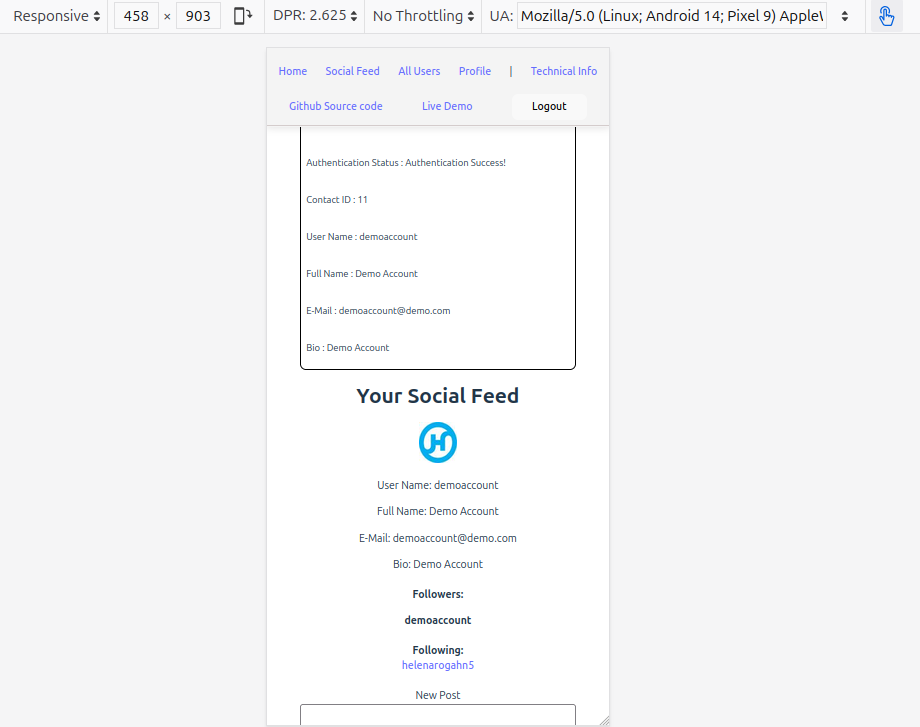 Responsive 458 × 903 DPR: 2.625 No Throttling UA: Mozilla/5.0 (Linux; Android 14; Pixel 9) Apple
Home Social Feed All Users Profile | Technical Info
Github Source code Live Demo Logout
Authentication Status : Authentication Success!
Contact ID : 11
User Name : demoaccount
Full Name : Demo Account
E-Mail : demoaccount@demo.com
Bio : Demo Account
Your Social Feed
User Name: demoaccount
Full Name: Demo Account
E-Mail: demoaccount@demo.com
Bio: Demo Account
Followers:
demoaccount
Following:
helenarogahn5
New Post